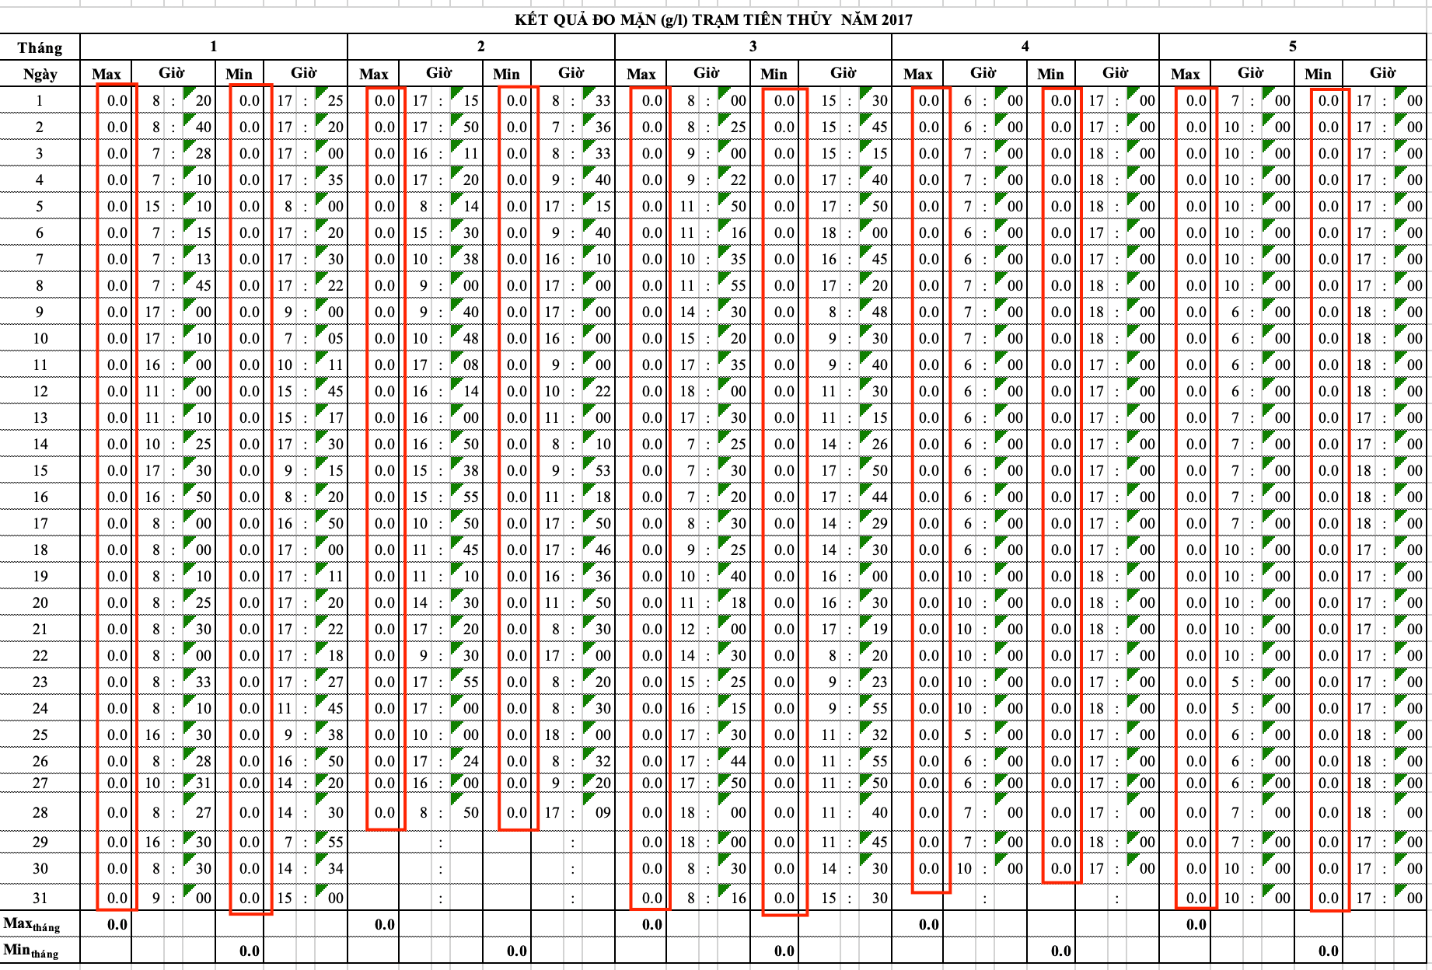 KẾT QUẢ ĐO MẶN (g/l) TRẠM TIÊN THỦY NĂM 2017
Tháng 1 2 3 4 5
Ngày Max Giờ Min Giờ Max Giờ Min Giờ Max Giờ Min Giờ Max Giờ Min Giờ Max Giờ Min Giờ
1 0.0 8 : 20 0.0 17 : 25 0.0 17 : 15 0.0 8 : 33 0.0 8 : 00 0.0 15 : 30 0.0 6 : 00 0.0 17 : 00 0.0 7 : 00 0.0 17 : 00
2 0.0 8 : 40 0.0 17 : 20 0.0 17 : 50 0.0 7 : 36 0.0 8 : 25 0.0 15 : 45 0.0 6 : 00 0.0 17 : 00 0.0 10 : 00 0.0 17 : 00
3 0.0 7 : 28 0.0 17 : 00 0.0 16 : 11 0.0 8 : 33 0.0 9 : 00 0.0 15 : 15 0.0 7 : 00 0.0 18 : 00 0.0 10 : 00 0.0 17 : 00
4 0.0 7 : 10 0.0 17 : 35 0.0 17 : 20 0.0 9 : 40 0.0 9 : 22 0.0 17 : 40 0.0 7 : 00 0.0 18 : 00 0.0 10 : 00 0.0 17 : 00
5 0.0 15 : 10 0.0 8 : 00 0.0 8 : 14 0.0 17 : 15 0.0 11 : 50 0.0 17 : 50 0.0 7 : 00 0.0 18 : 00 0.0 10 : 00 0.0 17 : 00
6 0.0 7 : 15 0.0 17 : 20 0.0 15 : 30 0.0 9 : 40 0.0 11 : 16 0.0 18 : 00 0.0 6 : 00 0.0 17 : 00 0.0 10 : 00 0.0 17 : 00
7 0.0 7 : 13 0.0 17 : 30 0.0 10 : 38 0.0 16 : 10 0.0 10 : 35 0.0 16 : 45 0.0 6 : 00 0.0 17 : 00 0.0 10 : 00 0.0 17 : 00
8 0.0 7 : 45 0.0 17 : 22 0.0 9 : 00 0.0 17 : 00 0.0 11 : 55 0.0 17 : 20 0.0 7 : 00 0.0 18 : 00 0.0 10 : 00 0.0 17 : 00
9 0.0 17 : 00 0.0 9 : 00 0.0 9 : 40 0.0 17 : 00 0.0 14 : 30 0.0 8 : 48 0.0 7 : 00 0.0 18 : 00 0.0 6 : 00 0.0 18 : 00
10 0.0 17 : 10 0.0 7 : 05 0.0 10 : 48 0.0 16 : 00 0.0 15 : 20 0.0 9 : 30 0.0 7 : 00 0.0 18 : 00 0.0 6 : 00 0.0 18 : 00
11 0.0 16 : 00 0.0 10 : 11 0.0 17 : 08 0.0 9 : 00 0.0 17 : 35 0.0 9 : 40 0.0 6 : 00 0.0 17 : 00 0.0 6 : 00 0.0 18 : 00
12 0.0 11 : 00 0.0 15 : 45 0.0 16 : 14 0.0 10 : 22 0.0 18 : 00 0.0 11 : 30 0.0 6 : 00 0.0 17 : 00 0.0 6 : 00 0.0 18 : 00
13 0.0 11 : 10 0.0 15 : 17 0.0 16 : 00 0.0 11 : 00 0.0 17 : 30 0.0 11 : 15 0.0 6 : 00 0.0 17 : 00 0.0 7 : 00 0.0 17 : 00
14 0.0 10 : 25 0.0 17 : 30 0.0 16 : 50 0.0 8 : 10 0.0 7 : 25 0.0 14 : 26 0.0 6 : 00 0.0 17 : 00 0.0 7 : 00 0.0 17 : 00
15 0.0 17 : 30 0.0 9 : 15 0.0 15 : 38 0.0 9 : 53 0.0 7 : 30 0.0 17 : 50 0.0 6 : 00 0.0 17 : 00 0.0 7 : 00 0.0 18 : 00
16 0.0 16 : 50 0.0 8 : 20 0.0 15 : 55 0.0 11 : 18 0.0 7 : 20 0.0 17 : 44 0.0 6 : 00 0.0 17 : 00 0.0 7 : 00 0.0 18 : 00
17 0.0 8 : 00 0.0 16 : 50 0.0 10 : 50 0.0 17 : 50 0.0 8 : 30 0.0 14 : 29 0.0 6 : 00 0.0 17 : 00 0.0 7 : 00 0.0 18 : 00
18 0.0 8 : 00 0.0 17 : 00 0.0 11 : 45 0.0 17 : 46 0.0 9 : 25 0.0 14 : 30 0.0 6 : 00 0.0 17 : 00 0.0 10 : 00 0.0 17 : 00
19 0.0 8 : 10 0.0 17 : 11 0.0 11 : 10 0.0 16 : 36 0.0 10 : 40 0.0 16 : 00 0.0 10 : 00 0.0 18 : 00 0.0 10 : 00 0.0 17 : 00
20 0.0 8 : 25 0.0 17 : 20 0.0 14 : 30 0.0 11 : 50 0.0 11 : 18 0.0 16 : 30 0.0 10 : 00 0.0 18 : 00 0.0 10 : 00 0.0 17 : 00
21 0.0 8 : 30 0.0 17 : 22 0.0 17 : 20 0.0 8 : 30 0.0 12 : 00 0.0 17 : 19 0.0 10 : 00 0.0 18 : 00 0.0 10 : 00 0.0 17 : 00
22 0.0 8 : 00 0.0 17 : 18 0.0 9 : 30 0.0 17 : 00 0.0 14 : 30 0.0 8 : 20 0.0 10 : 00 0.0 17 : 00 0.0 10 : 00 0.0 17 : 00
23 0.0 8 : 33 0.0 17 : 27 0.0 17 : 55 0.0 8 : 20 0.0 15 : 25 0.0 9 : 23 0.0 10 : 00 0.0 17 : 00 0.0 5 : 00 0.0 17 : 00
24 0.0 8 : 10 0.0 11 : 45 0.0 17 : 00 0.0 8 : 30 0.0 16 : 15 0.0 9 : 55 0.0 10 : 00 0.0 18 : 00 0.0 5 : 00 0.0 17 : 00
25 0.0 16 : 30 0.0 9 : 38 0.0 10 : 00 0.0 18 : 00 0.0 17 : 30 0.0 11 : 32 0.0 5 : 00 0.0 17 : 00 0.0 6 : 00 0.0 18 : 00
26 0.0 8 : 28 0.0 16 : 50 0.0 17 : 24 0.0 8 : 32 0.0 17 : 44 0.0 11 : 55 0.0 6 : 00 0.0 17 : 00 0.0 6 : 00 0.0 18 : 00
27 0.0 10 : 31 0.0 14 : 20 0.0 16 : 00 0.0 9 : 20 0.0 17 : 50 0.0 11 : 50 0.0 6 : 00 0.0 17 : 00 0.0 6 : 00 0.0 18 : 00
28 0.0 8 : 27 0.0 14 : 30 0.0 8 : 50 0.0 17 : 09 0.0 18 : 00 0.0 11 : 40 0.0 7 : 00 0.0 17 : 00 0.0 7 : 00 0.0 18 : 00
29 0.0 16 : 30 0.0 7 : 55 : : 0.0 18 : 00 0.0 11 : 45 0.0 7 : 00 0.0 18 : 00 0.0 7 : 00 0.0 17 : 00
30 0.0 8 : 30 0.0 14 : 34 : : 0.0 8 : 30 0.0 14 : 30 0.0 10 : 00 0.0 17 : 00 0.0 10 : 00 0.0 17 : 00
31 0.0 9 : 00 0.0 15 : 00 : : 0.0 8 : 16 0.0 15 : 30 : : 0.0 10 : 00 0.0 17 : 00
Maxtháng 0.0 0.0 0.0 0.0 0.0
Mintháng 0.0 0.0 0.0 0.0 0.0